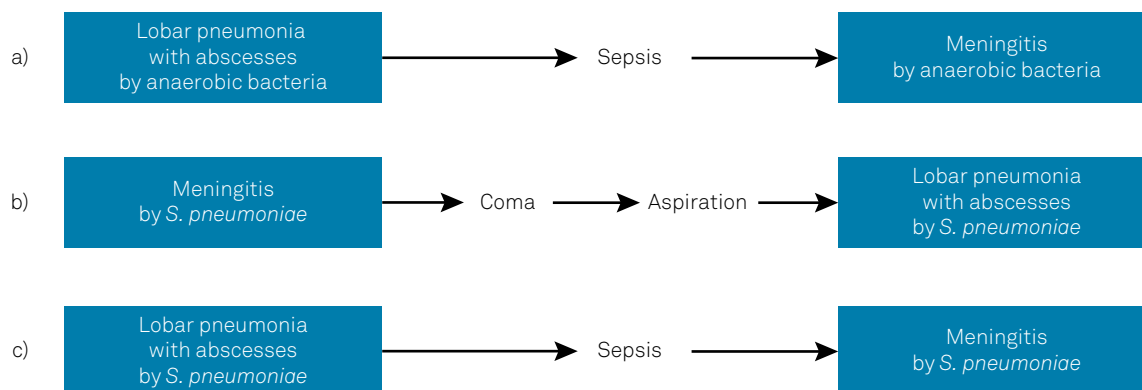 Lobar pneumonia
with abscesses
by anaerobic bacteria
a)
Sepsis
Meningitis
by anaerobic bacteria
b)
Meningitis
by S. pneumoniae
Coma
Aspiration
Lobar pneumonia
with abscesses
by S. pneumoniae
c)
Lobar pneumonia
with abscesses
by S. pneumoniae
Sepsis
Meningitis
by S. pneumoniae